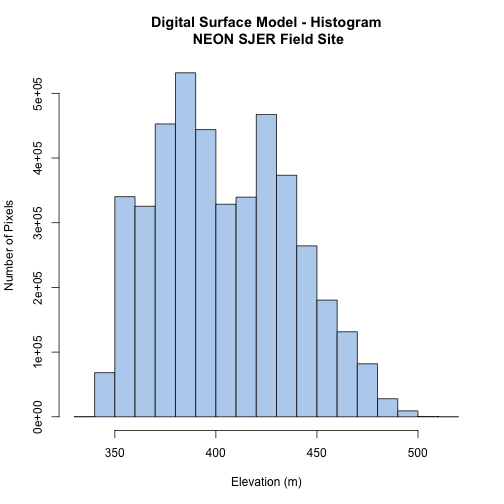 Digital Surface Model - Histogram
NEON SJER Field Site
Number of Pixels
5e+05
4e+05
3e+05
2e+05
1e+05
0e+00
350 400 450 500
Elevation (m)